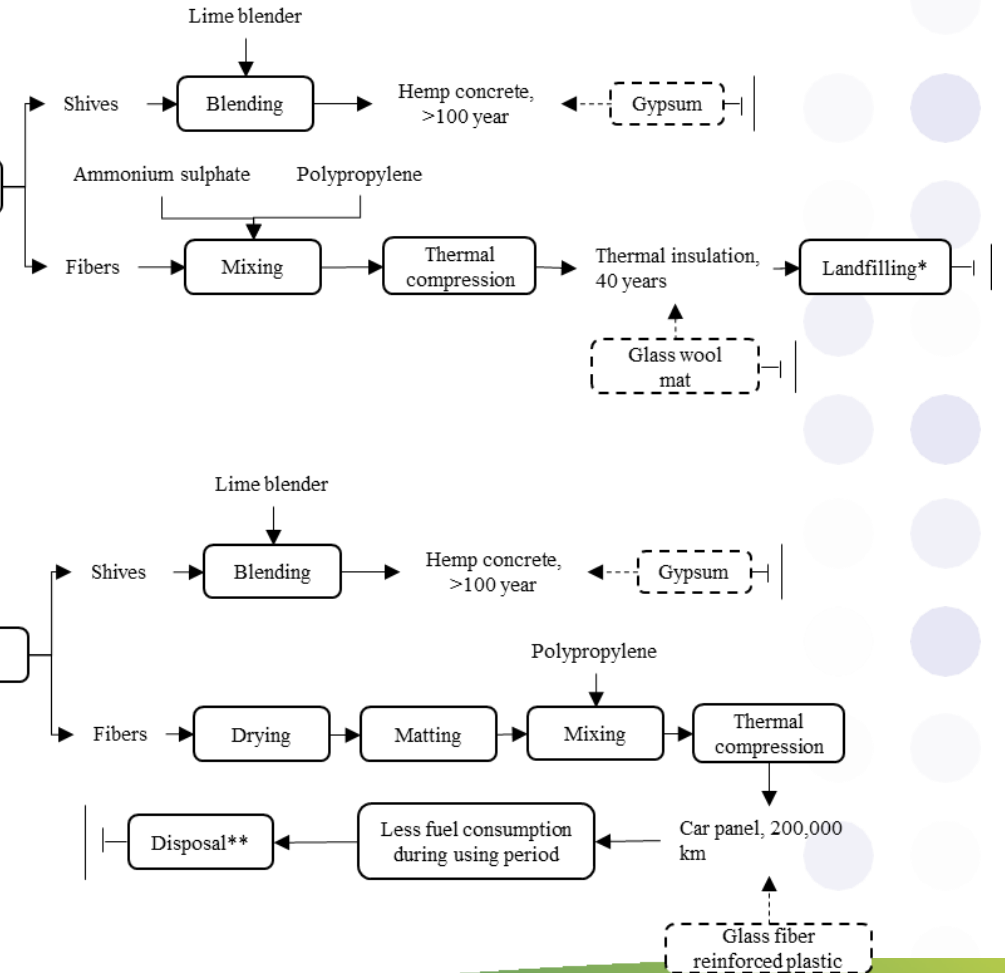 Lime blender
Shives
Blending
Hemp concrete,
>100 year
Gypsum
Ammonium sulphate
Polypropylene
Fibers
Mixing
Thermal
compression
Thermal insulation,
40 years
Landfilling*
Glass wool
mat
Lime blender
Shives
Blending
Hemp concrete,
>100 year
Gypsum
Polypropylene
Fibers
Drying
Matting
Mixing
Thermal
compression
Disposal**
Less fuel consumption
during using period
Car panel, 200,000
km
Glass fiber
reinforced plastic